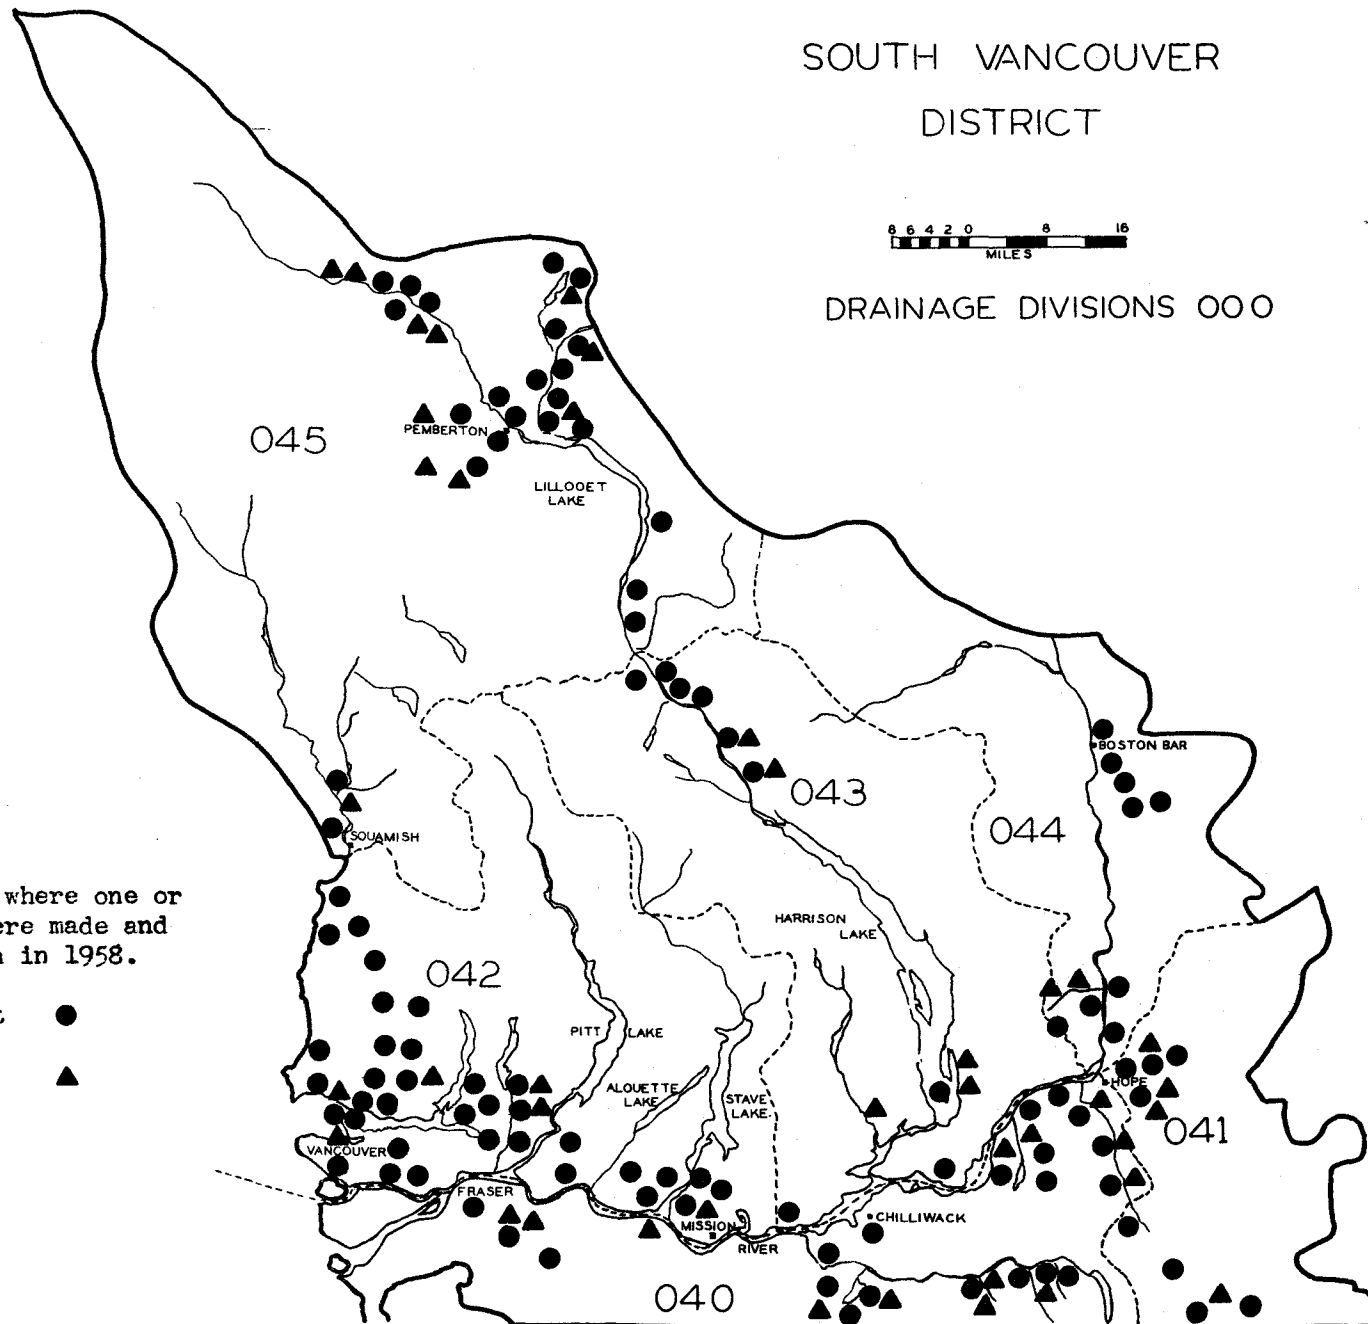 SOUTH VANCOUVER
DISTRICT
8 6 4 2 0 8 16
MILES
DRAINAGE DIVISIONS 000
045
PEMBERTON
LILLOOET
LAKE
BOSTON BAR
043
044
SQUAMISH
where one or
ere made and
in 1958.
HARRISON
LAKE
042
PITT LAKE
ALOUETTE
LAKE
STAVE
LAKE
HOPE
041
VANCOUVER
FRASER
MISSION
RIVER
CHILLIWACK
040